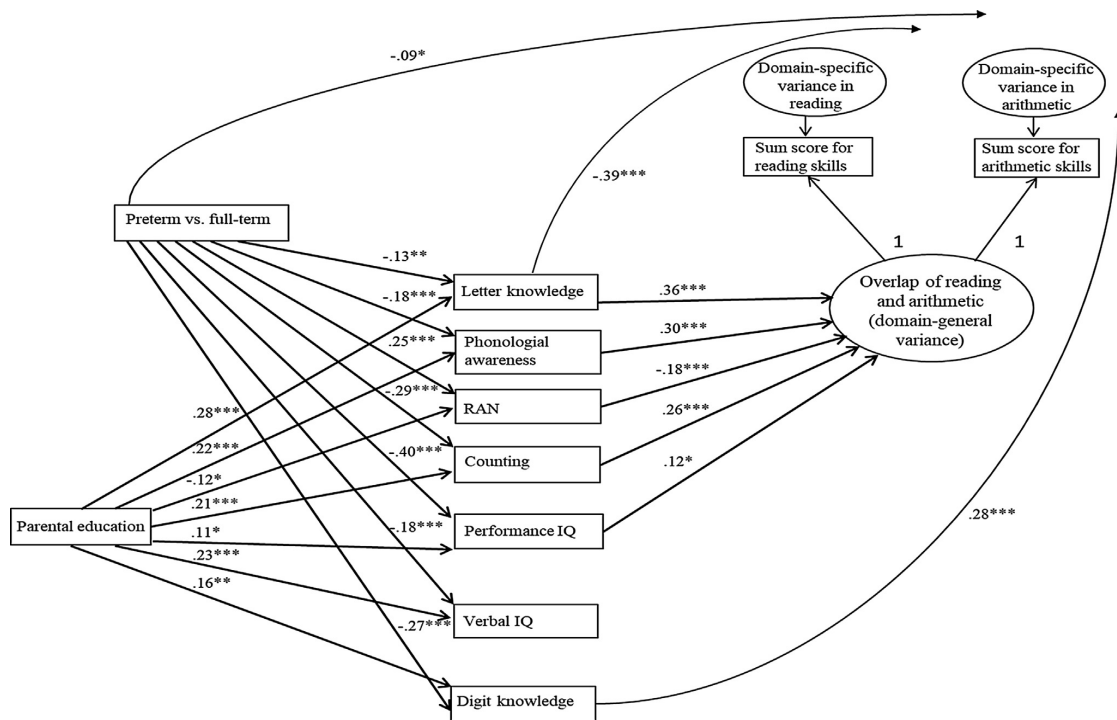 -.09*
Domain-specific
variance in
reading
Domain-specific
variance in
arithmetic
Sum score for
reading skills
Sum score for
arithmetic skills
-.39***
Preterm vs. full-term
1
1
-.13**
Letter knowledge
.36***
Overlap of reading
and arithmetic
(domain-general
variance)
-.18***
.25***
Phonologial
awareness
.30***
-.29***
RAN
-.18***
.28***
.22***
-.40***
Counting
.26***
.12*
-.12*
.21***
Parental education
.11*
-.18***
Performance IQ
.28***
.23***
.16**
-.27***
Verbal IQ
Digit knowledge